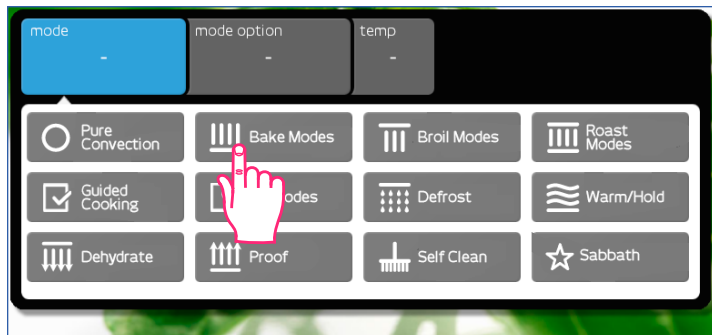 mode
mode option
temp
-
-
-
Pure
Convection
Bake Modes
Broil Modes
Roast
Modes
Guided
Cooking
odes
Defrost
Warm/Hold
Dehydrate
Proof
Self Clean
Sabbath